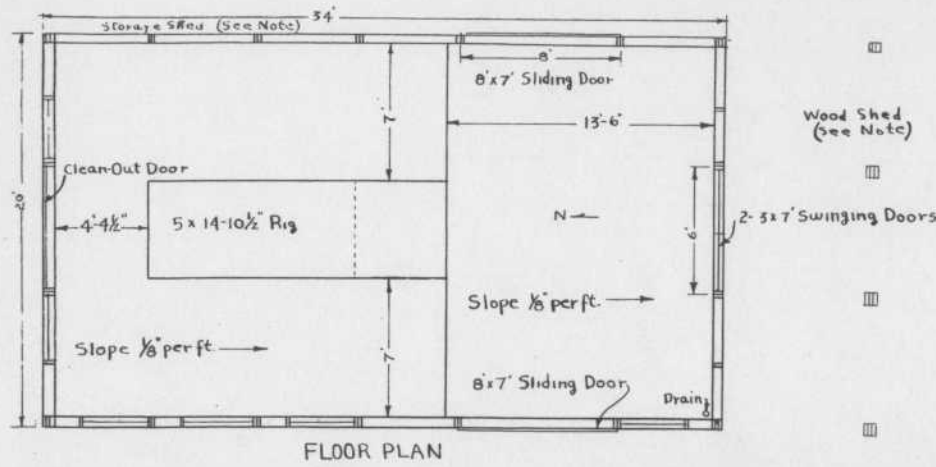 34'
Storage Shed (See Note)
8'
8'x7' Sliding Door
7'
13'-6"
Wood Shed
(See Note)
Clean-Out Door
20'
4'-4½"
5 x 14-10½" Rig
N
6'
2-3x7' Swinging Doors
Slope ⅛" per ft.
Slope ⅛" per ft.
7'
8'x7' Sliding Door
Drain
FLOOR PLAN